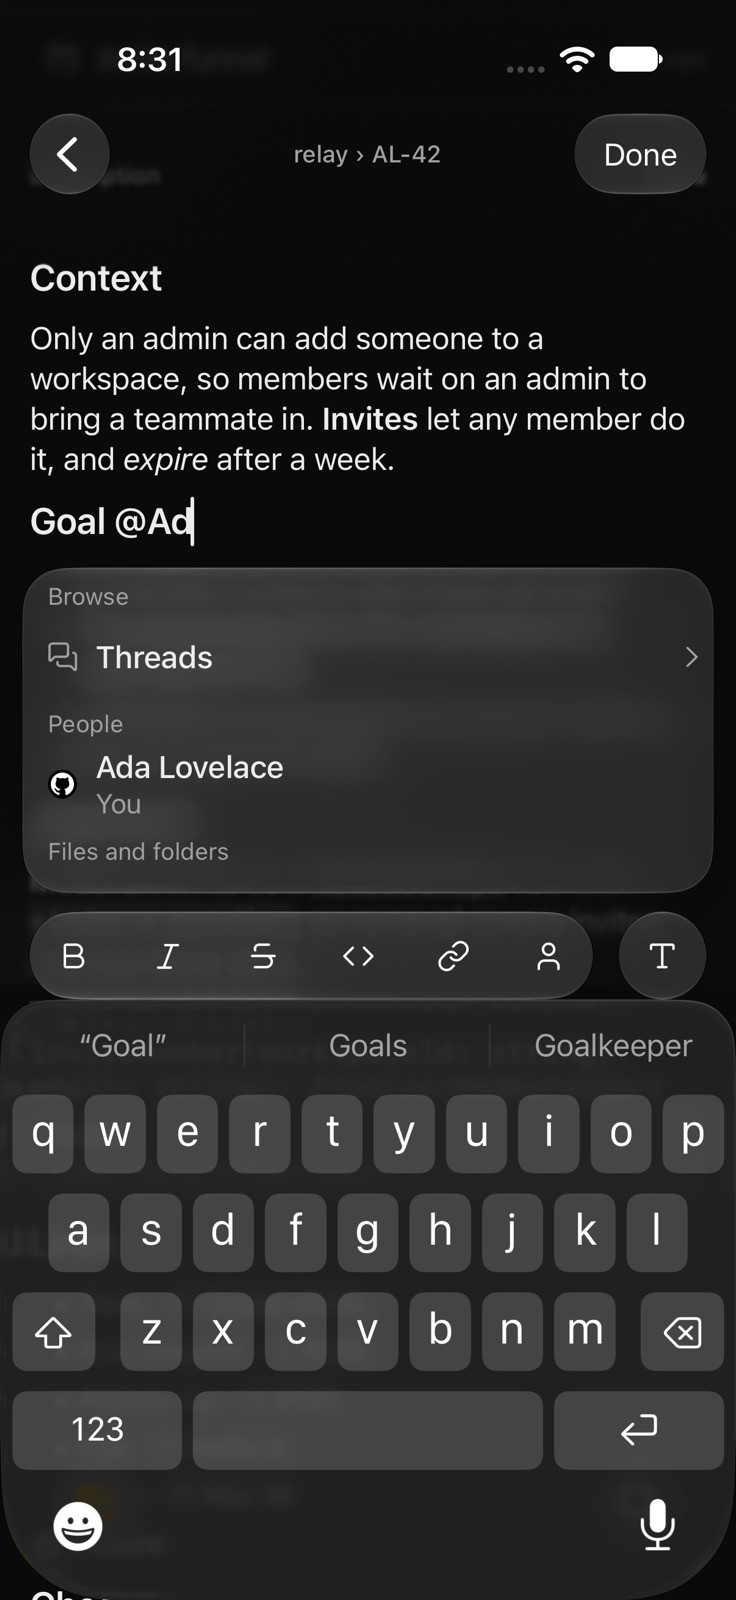 8:31
relay › AL-42
Done
Context
Only an admin can add someone to a
workspace, so members wait on an admin to
bring a teammate in. Invites let any member do
it, and expire after a week.
Goal @Ad
Browse
Threads
People
Ada Lovelace
You
Files and folders
B I S T
“Goal” Goals Goalkeeper
q w e r t y u i o p
a s d f g h j k l
z x c v b n m
123